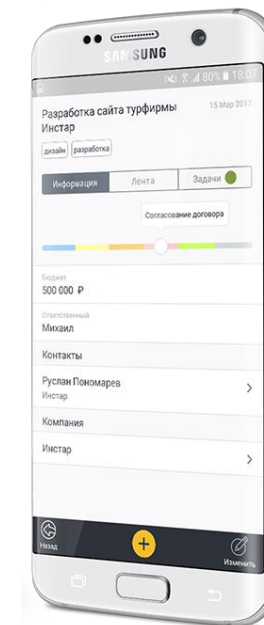 SAMSUNG
80% 18:07
Разработка сайта турфирмы
Инстар
15 Мар 2017
дизайн разработка
Информация Лента Задачи
Согласование договора
Бюджет
500 000 ₽
Ответственный
Михаил
Контакты
Руслан Пономарев
Инстар
Компания
Инстар
Назад + Изменить